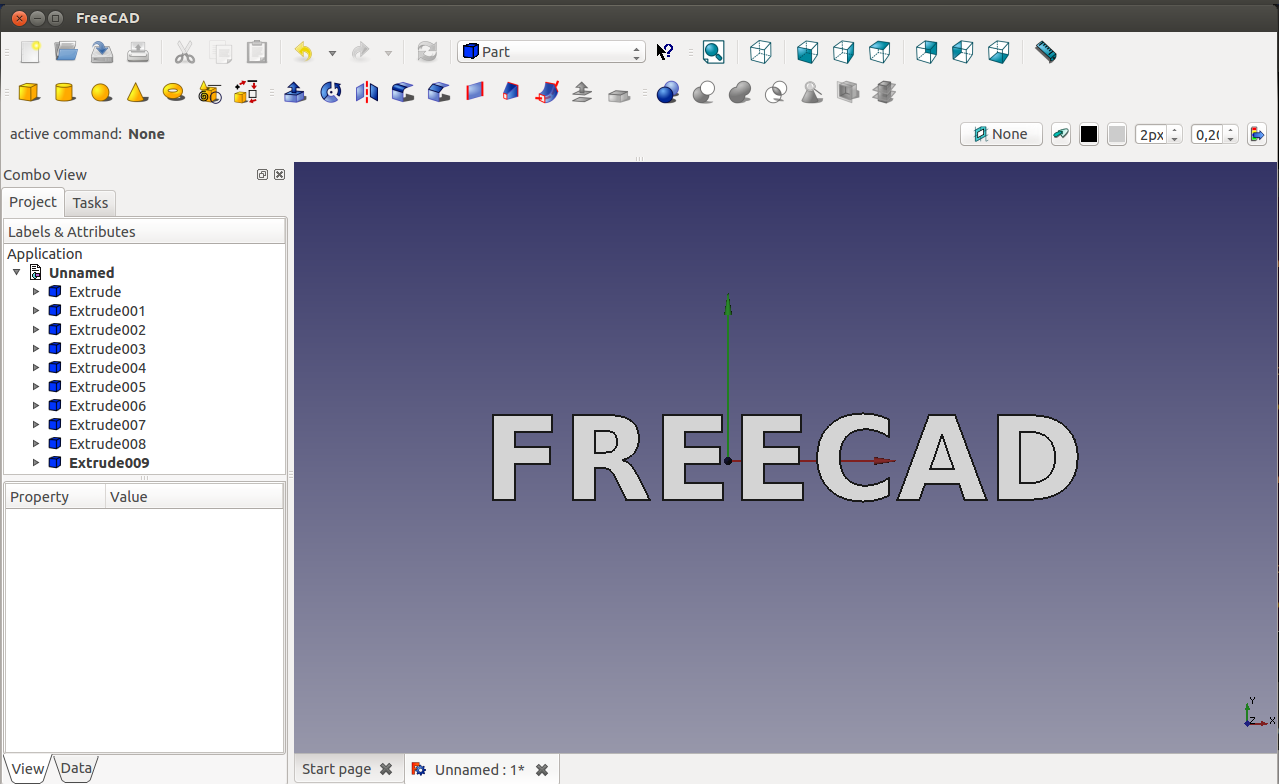 FreeCAD
Part
active command: None
None
2px
0,20
Combo View
Project Tasks
Labels & Attributes
Application
Unnamed
Extrude
Extrude001
Extrude002
Extrude003
Extrude004
Extrude005
Extrude006
Extrude007
Extrude008
Extrude009
FREECAD
Property Value
Y
Z X
View Data
Start page
Unnamed : 1*